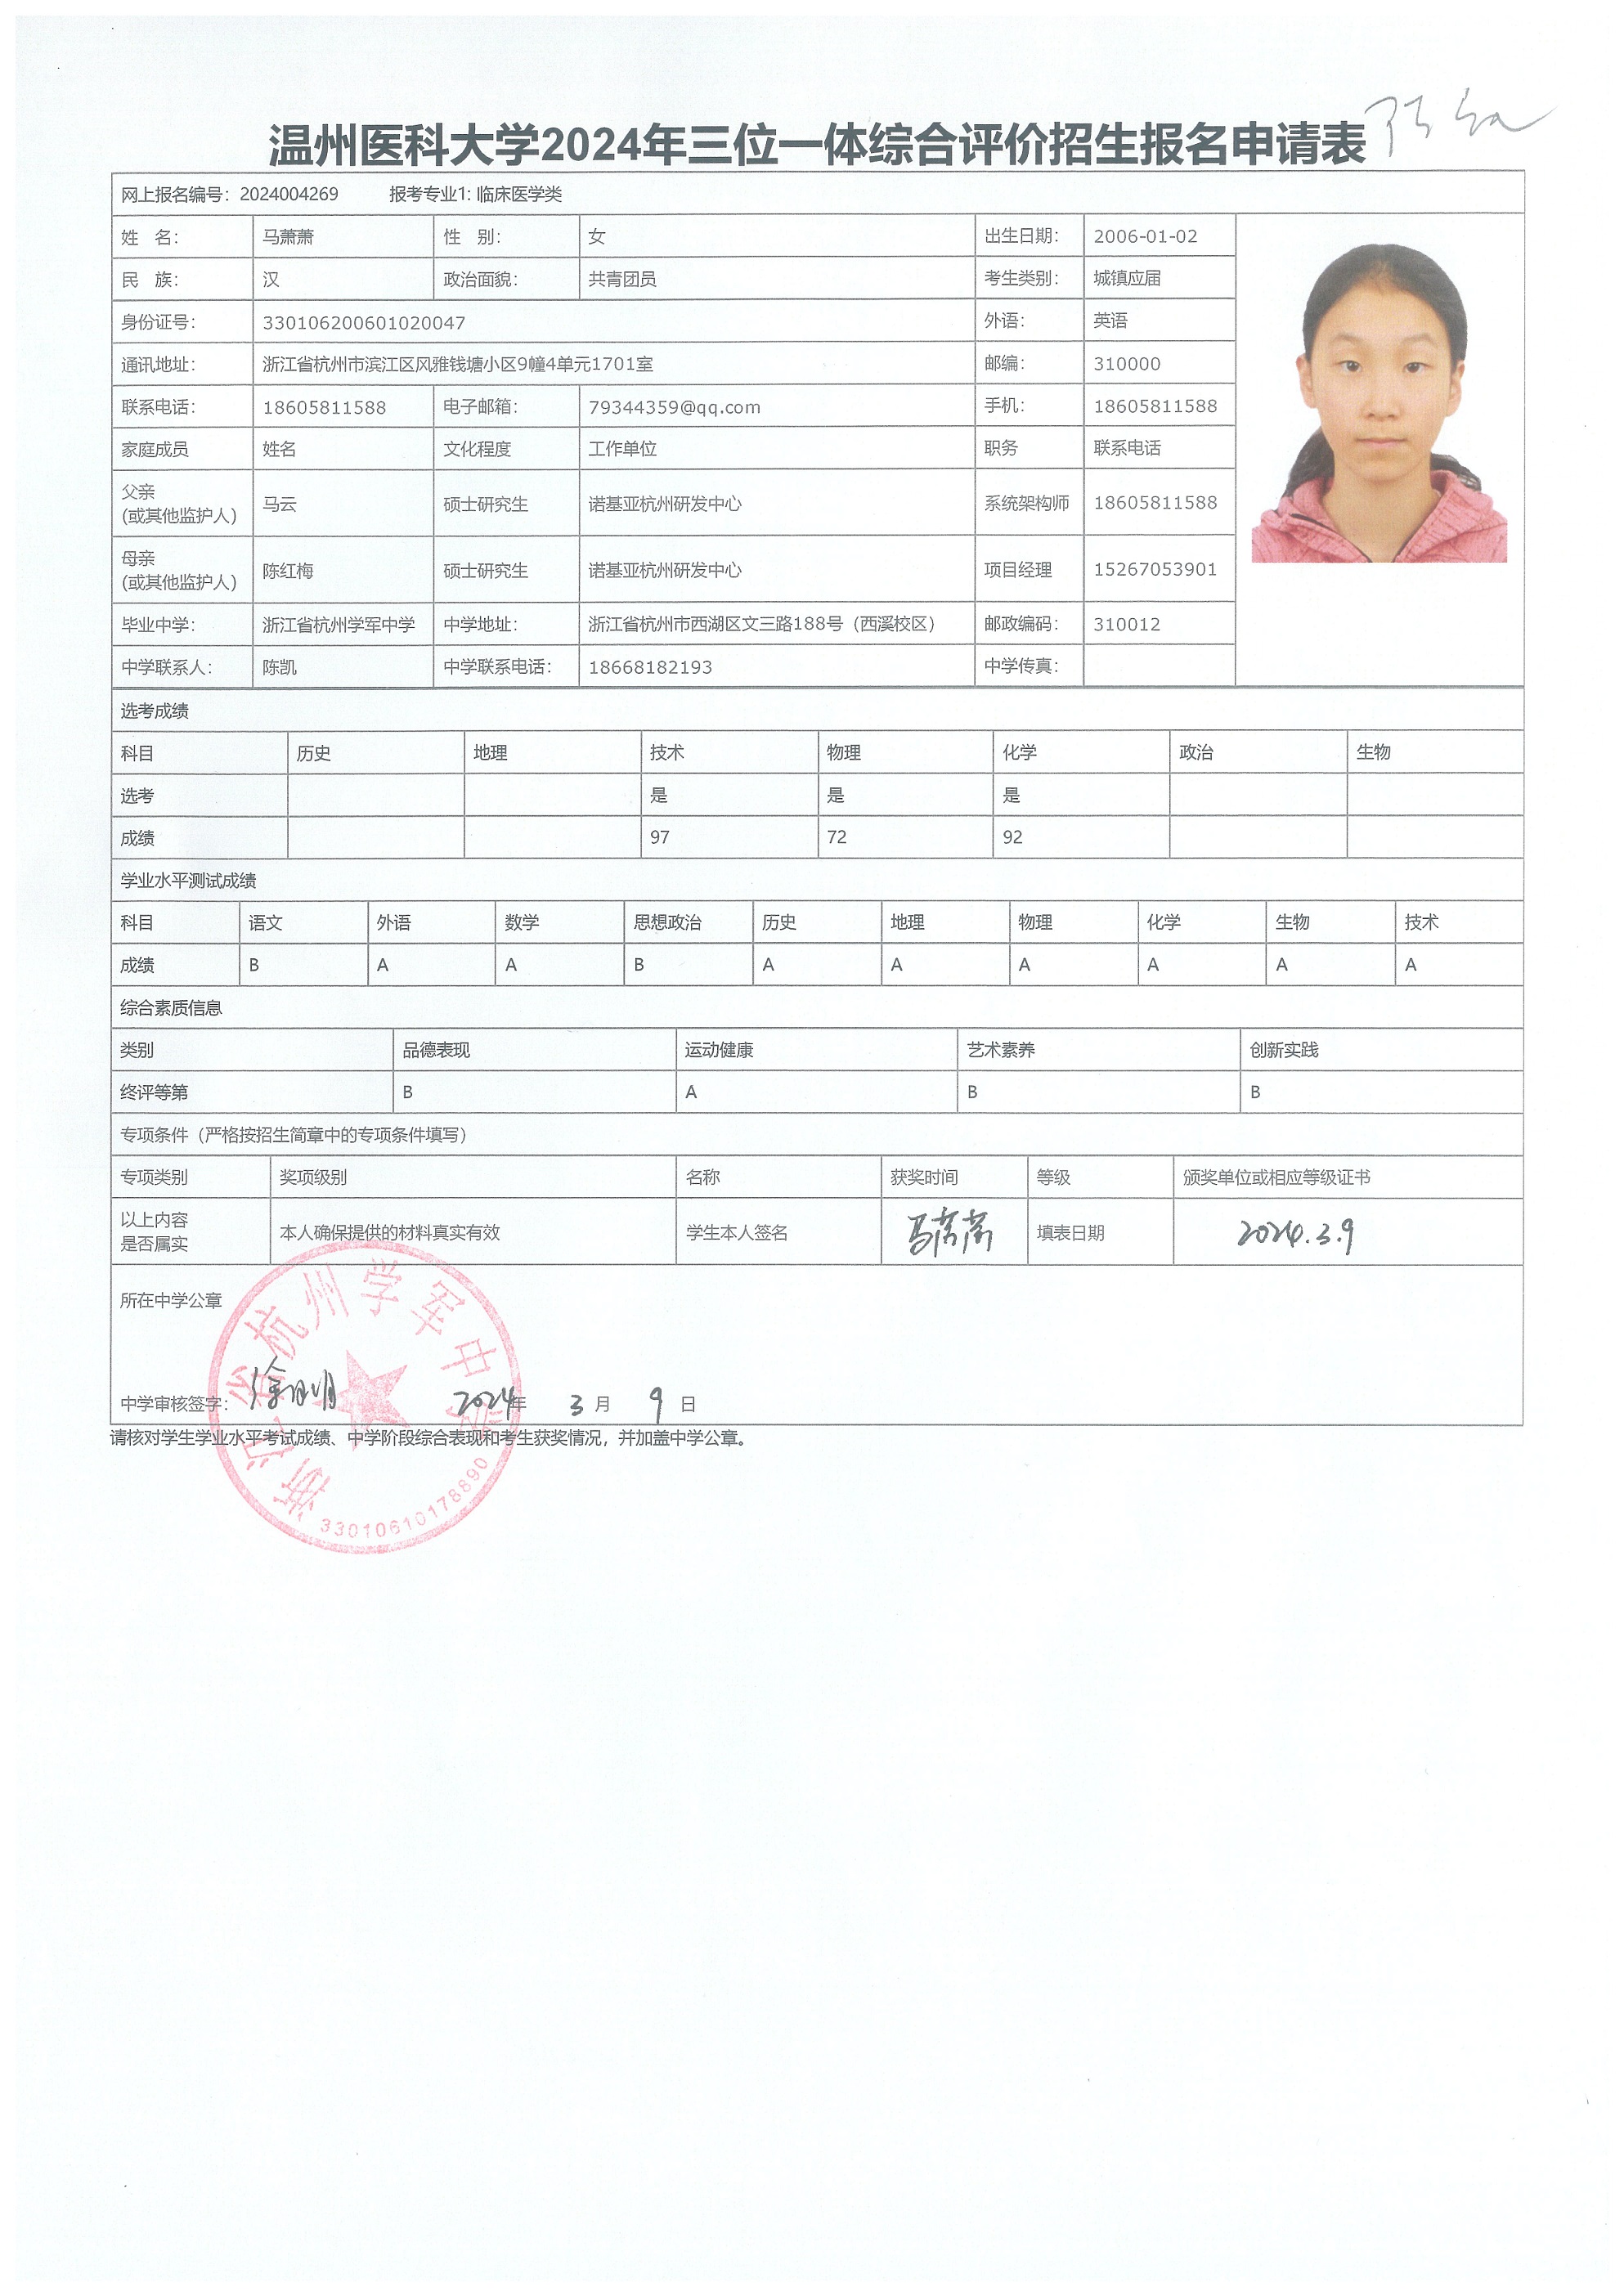 温州医科大学2024年三位一体综合评价招生报名申请表
网上报名编号：2024004269 报考专业1: 临床医学类
姓 名： 马萧萧 性 别： 女 出生日期： 2006-01-02
民 族： 汉 政治面貌： 共青团员 考生类别： 城镇应届
身份证号： 330106200601020047 外语： 英语
通讯地址： 浙江省杭州市滨江区风雅钱塘小区9幢4单元1701室 邮编： 310000
联系电话： 18605811588 电子邮箱： 79344359@qq.com 手机： 18605811588
家庭成员 姓名 文化程度 工作单位 职务 联系电话
父亲
(或其他监护人) 马云 硕士研究生 诺基亚杭州研发中心 系统架构师 18605811588
母亲
(或其他监护人) 陈红梅 硕士研究生 诺基亚杭州研发中心 项目经理 15267053901
毕业中学： 浙江省杭州学军中学 中学地址： 浙江省杭州市西湖区文三路188号（西溪校区） 邮政编码： 310012
中学联系人： 陈凯 中学联系电话： 18668182193 中学传真：
选考成绩
科目 历史 地理 技术 物理 化学 政治 生物
选考 是 是 是
成绩 97 72 92
学业水平测试成绩
科目 语文 外语 数学 思想政治 历史 地理 物理 化学 生物 技术
成绩 B A A B A A A A A A
综合素质信息
类别 品德表现 运动健康 艺术素养 创新实践
终评等第 B A B B
专项条件（严格按招生简章中的专项条件填写）
专项类别 奖项级别 名称 获奖时间 等级 颁奖单位或相应等级证书
以上内容
是否属实 本人确保提供的材料真实有效 学生本人签名 马萧萧 填表日期 2024.3.9
所在中学公章
浙江省杭州学军中学
中学审核签字： 2024年 3 月 9 日
请核对学生学业水平考试成绩、中学阶段综合表现和考生获奖情况，并加盖中学公章。
33010610178890